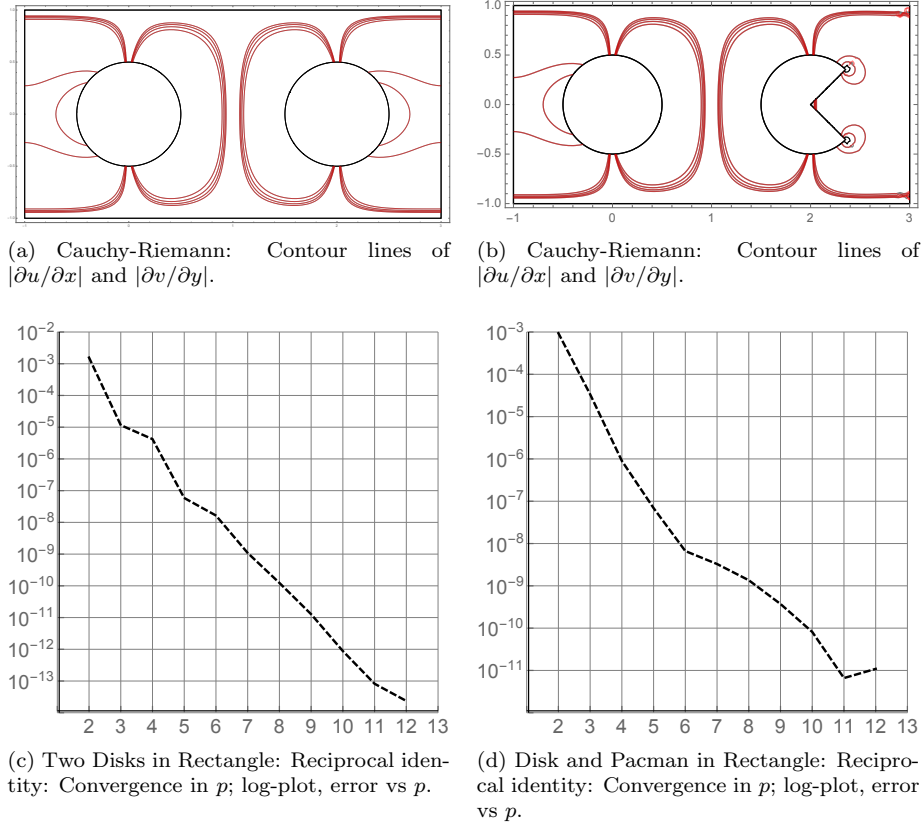 1.0
0.5
0.0
-0.5
-1.0
-1 0 1 2 3
(a) Cauchy-Riemann: Contour lines of
|∂u/∂x| and |∂v/∂y|.
(b) Cauchy-Riemann: Contour lines of
|∂u/∂x| and |∂v/∂y|.
10^-2
10^-3
10^-4
10^-5
10^-6
10^-7
10^-8
10^-9
10^-10
10^-11
10^-12
10^-13
2 3 4 5 6 7 8 9 10 11 12 13
(c) Two Disks in Rectangle: Reciprocal iden-
tity: Convergence in p; log-plot, error vs p.
10^-3
10^-4
10^-5
10^-6
10^-7
10^-8
10^-9
10^-10
10^-11
2 3 4 5 6 7 8 9 10 11 12 13
(d) Disk and Pacman in Rectangle: Recipro-
cal identity: Convergence in p; log-plot, error
vs p.